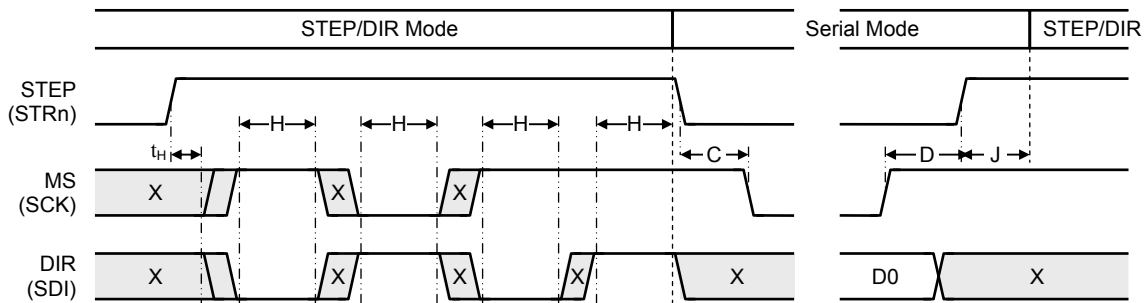 STEP/DIR Mode Serial Mode STEP/DIR
STEP
(STRn)
H H H H
tH C D J
MS
(SCK)
X X X
DIR
(SDI)
X X X X X D0 X